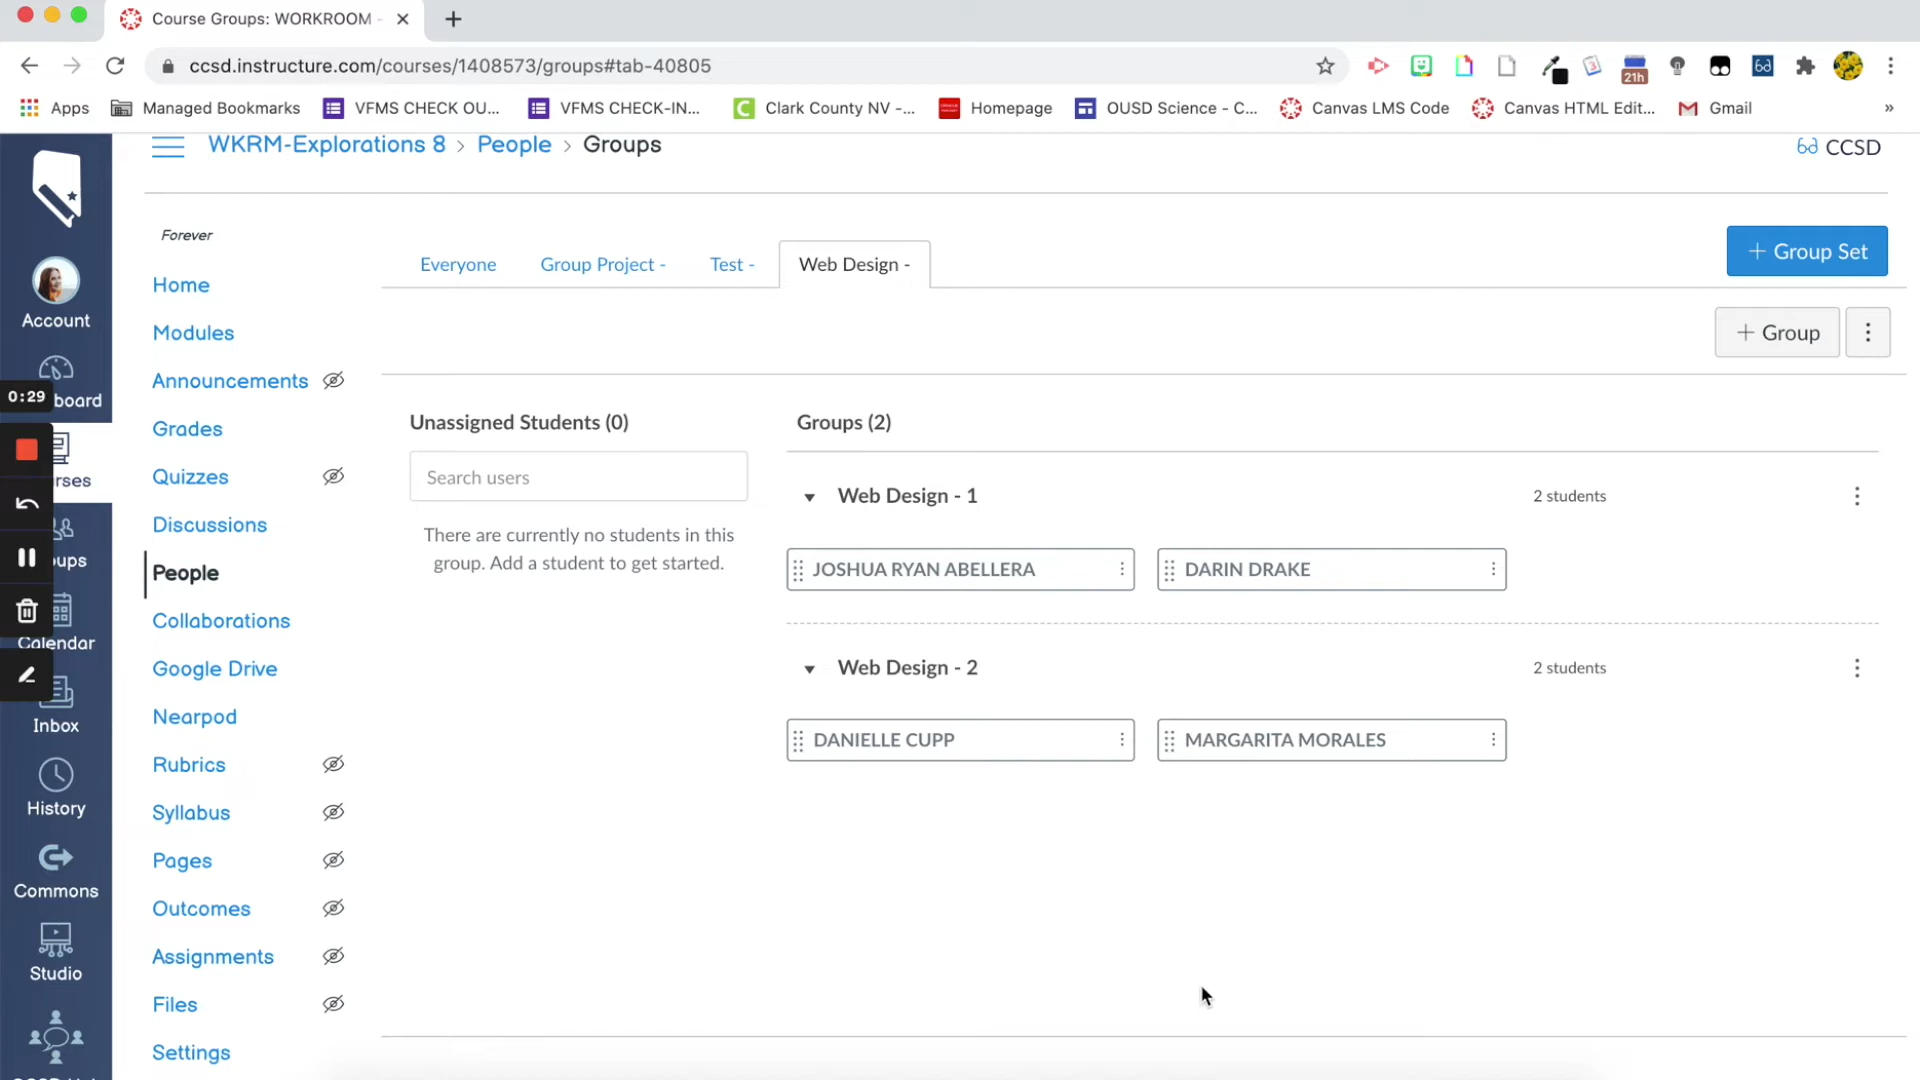 Course Groups: WORKROOM -
ccsd.instructure.com/courses/1408573/groups#tab-40805
21h
Apps
Managed Bookmarks
VFMS CHECK OU...
VFMS CHECK-IN...
Clark County NV -...
Homepage
OUSD Science - C...
Canvas LMS Code
Canvas HTML Edit...
Gmail
»
WKRM-Explorations 8 > People > Groups
CCSD
Account
board
0:29
rses
ups
Calendar
Inbox
History
Commons
Studio
Forever
Home
Modules
Announcements
Grades
Quizzes
Discussions
People
Collaborations
Google Drive
Nearpod
Rubrics
Syllabus
Pages
Outcomes
Assignments
Files
Settings
Everyone
Group Project -
Test -
Web Design -
+ Group Set
+ Group
Unassigned Students (0)
Search users
There are currently no students in this
group. Add a student to get started.
Groups (2)
Web Design - 1
2 students
JOSHUA RYAN ABELLERA
DARIN DRAKE
Web Design - 2
2 students
DANIELLE CUPP
MARGARITA MORALES